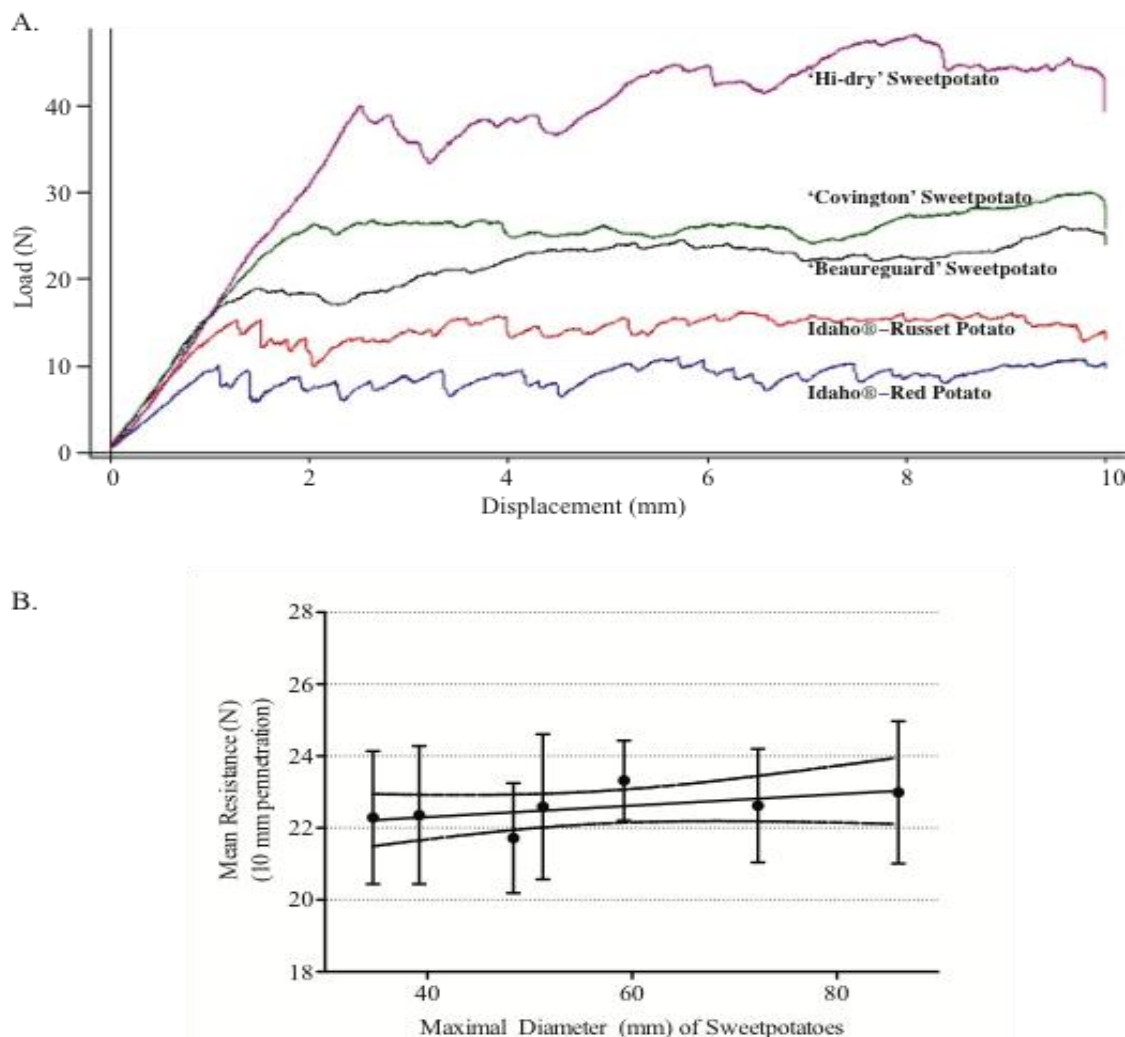 A.
40
30
20
10
0
Load (N)
‘Hi-dry’ Sweetpotato
‘Covington’ Sweetpotato
‘Beaureguard’ Sweetpotato
Idaho®−Russet Potato
Idaho®−Red Potato
0 2 4 6 8 10
Displacement (mm)
B.
28
26
24
22
20
18
Mean Resistance (N)
(10 mm pennetration)
40 60 80
Maximal Diameter (mm) of Sweetpotatoes